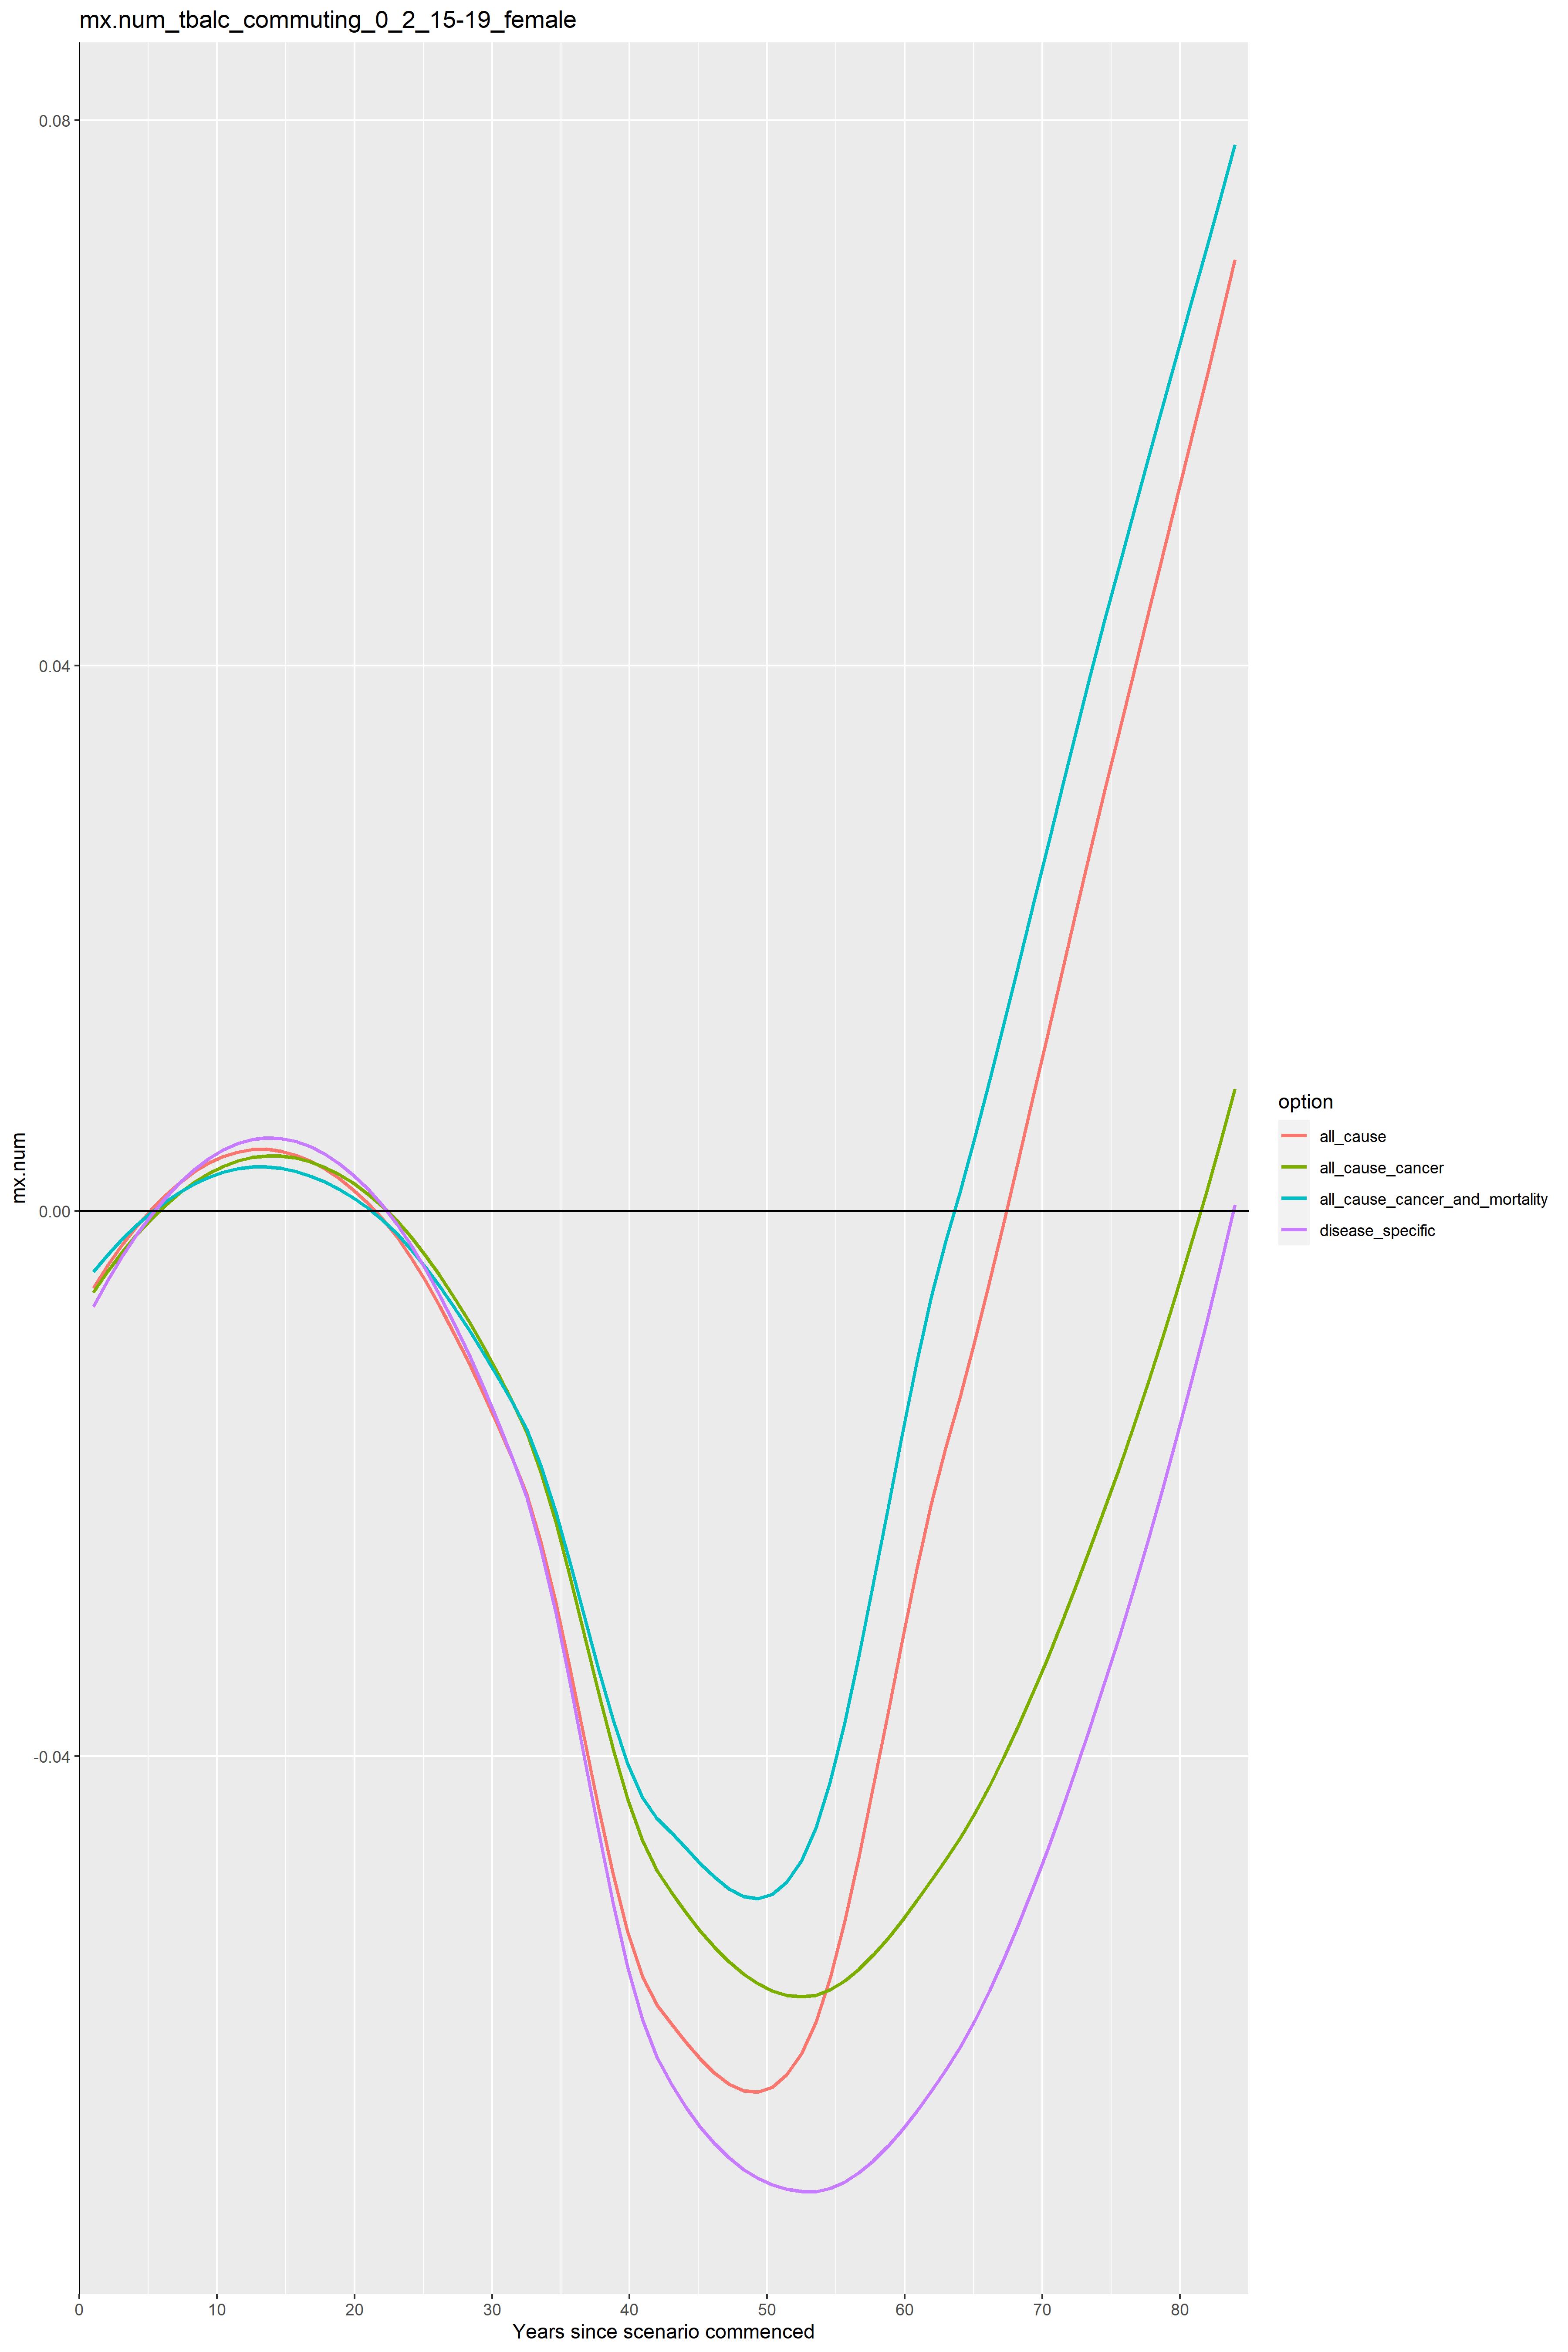 mx.num_tbalc_commuting_0_2_15-19_female
0.08
0.04
0.00
-0.04
mx.num
0 10 20 30 40 50 60 70 80
Years since scenario commenced
option
all_cause
all_cause_cancer
all_cause_cancer_and_mortality
disease_specific